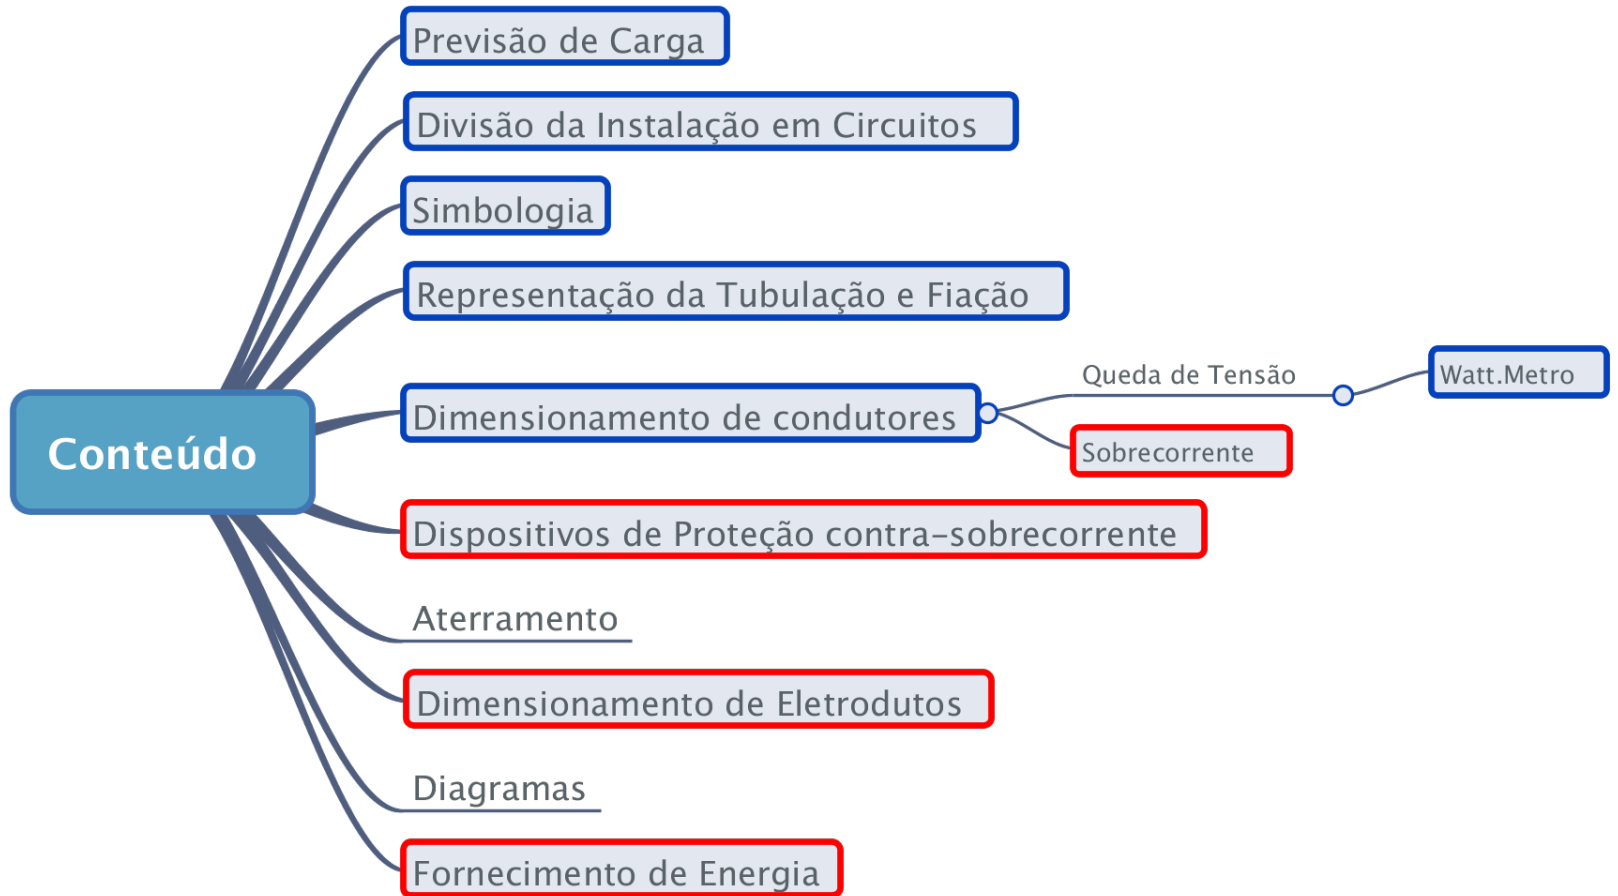 Conteúdo
Previsão de Carga
Divisão da Instalação em Circuitos
Simbologia
Representação da Tubulação e Fiação
Dimensionamento de condutores
Queda de Tensão
Watt.Metro
Sobrecorrente
Dispositivos de Proteção contra-sobrecorrente
Aterramento
Dimensionamento de Eletrodutos
Diagramas
Fornecimento de Energia